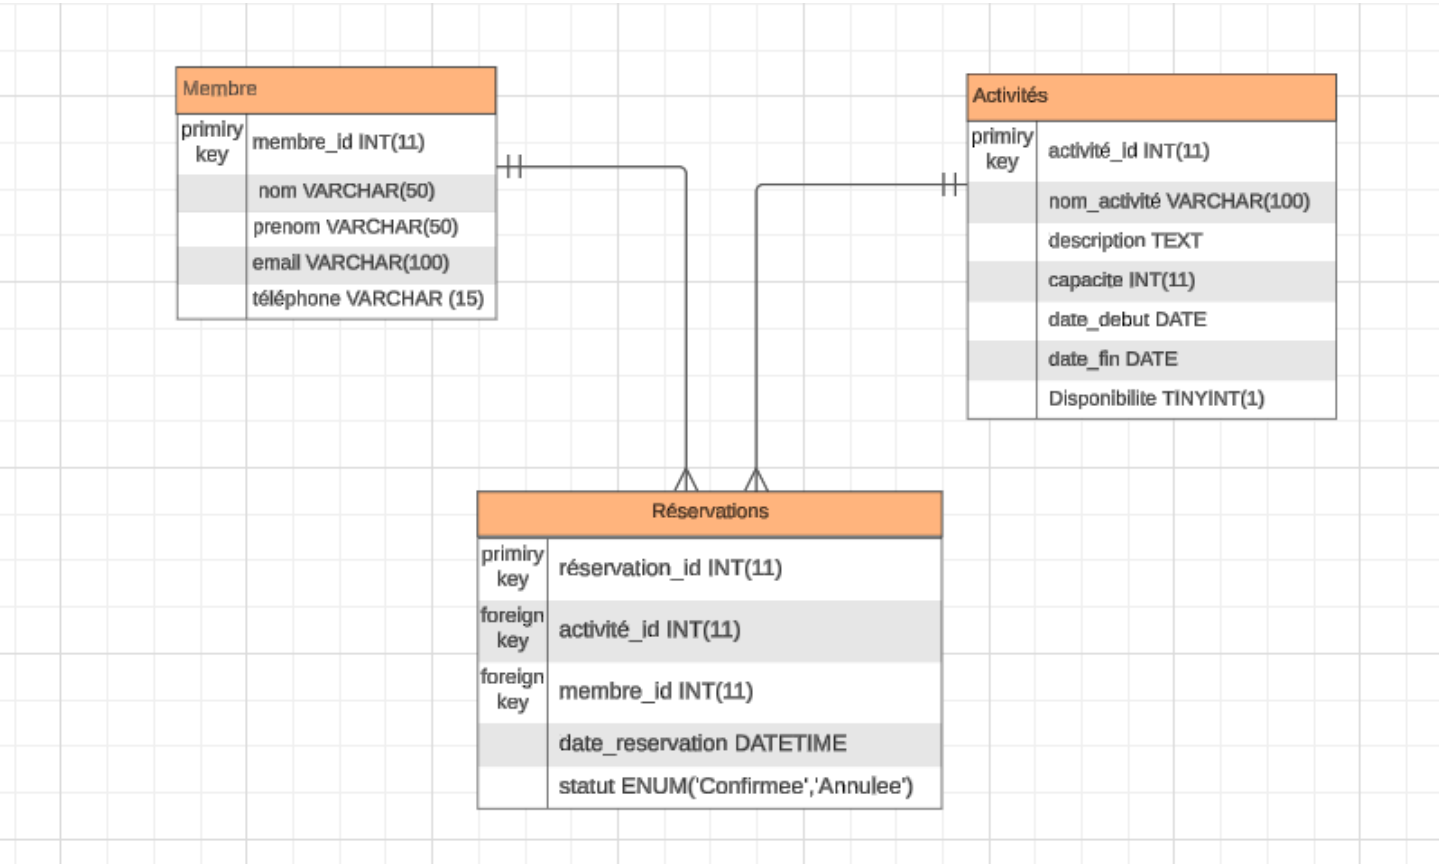 Membre
primiry
key
membre_id INT(11)
nom VARCHAR(50)
prenom VARCHAR(50)
email VARCHAR(100)
téléphone VARCHAR (15)
Activités
primiry
key
activité_id INT(11)
nom_activité VARCHAR(100)
description TEXT
capacite INT(11)
date_debut DATE
date_fin DATE
Disponibilite TINYINT(1)
Réservations
primiry
key
réservation_id INT(11)
foreign
key
activité_id INT(11)
foreign
key
membre_id INT(11)
date_reservation DATETIME
statut ENUM('Confirmee','Annulee')